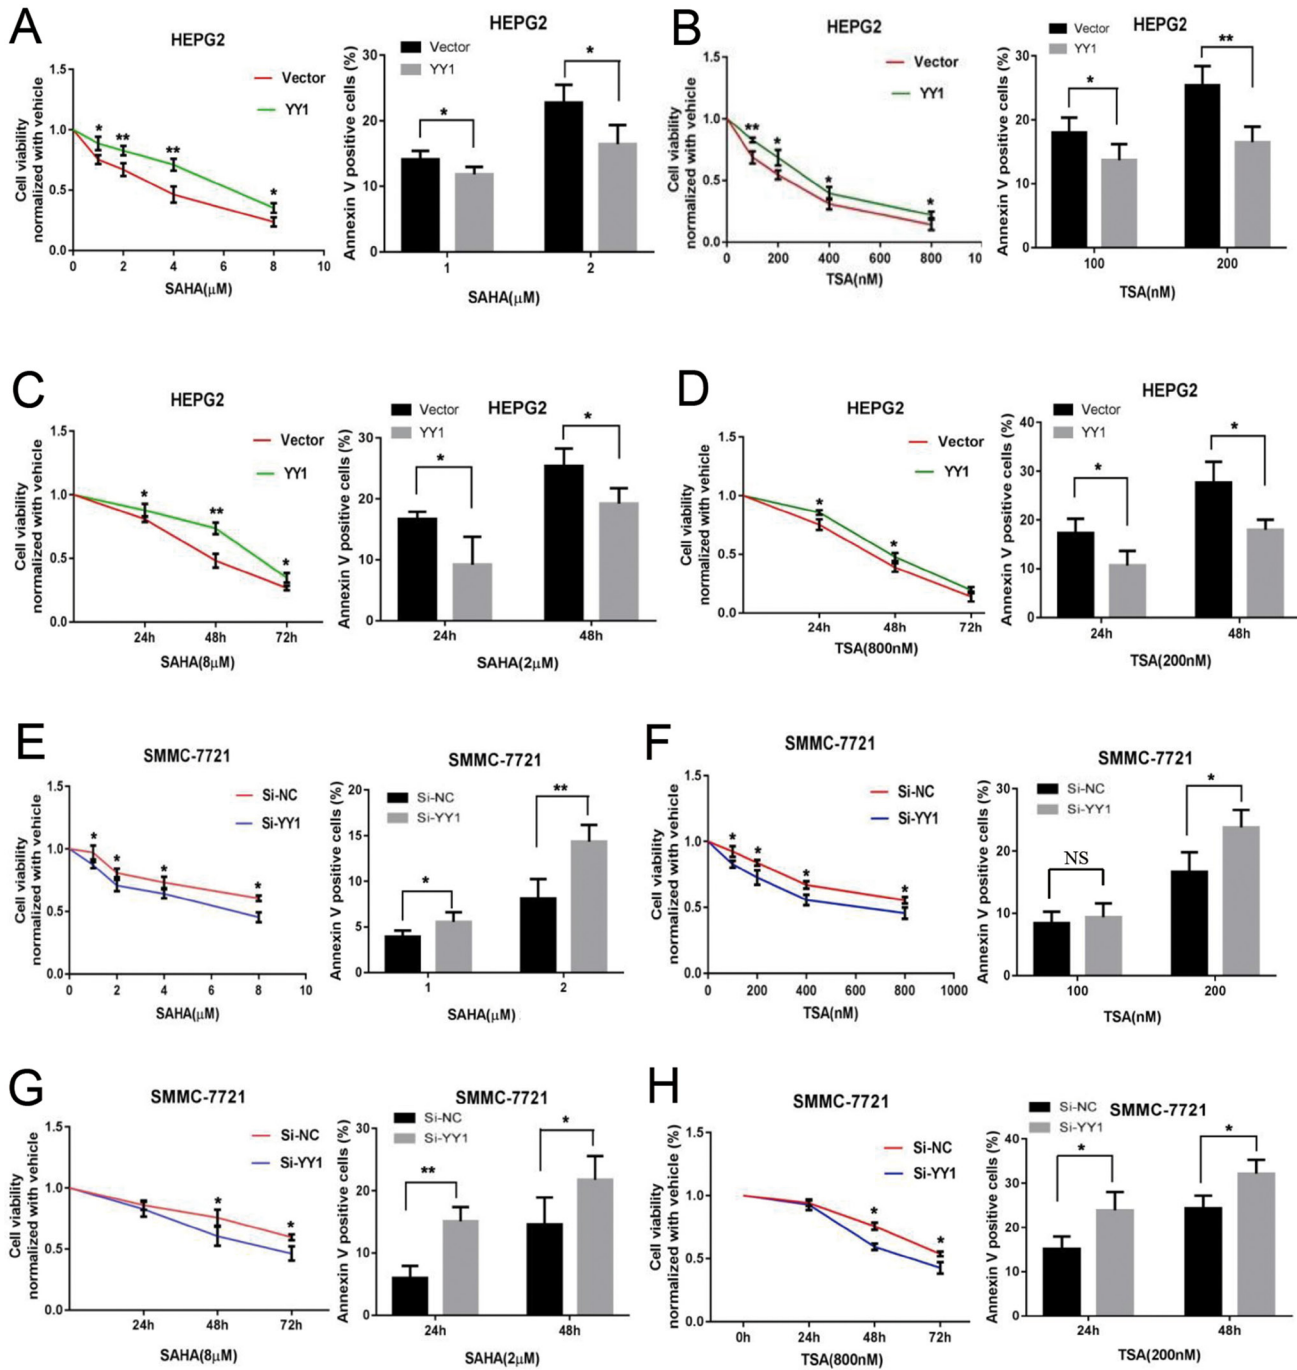 A
HEPG2
Vector
YY1
Cell viability
normalized with vehicle
1.5
1.0
0.5
0.0
* ** ** *
0 2 4 6 8 10
SAHA(μM)
HEPG2
Vector
YY1
Annexin V positive cells (%)
30
20
10
0
* *
1 2
SAHA(μM)
B
HEPG2
Vector
YY1
Cell viability
normalized with vehicle
1.5
1.0
0.5
0.0
** * * *
0 200 400 600 800 10
TSA(nM)
HEPG2
Vector
YY1
Annexin V positive cells (%)
30
20
10
0
* **
100 200
TSA(nM)
C
HEPG2
Vector
YY1
Cell viability
normalized with vehicle
1.5
1.0
0.5
0.0
* ** *
24h 48h 72h
SAHA(8μM)
HEPG2
Vector
YY1
Annexin V positive cells (%)
30
20
10
0
* *
24h 48h
SAHA(2μM)
D
HEPG2
Vector
YY1
Cell viability
normalized with vehicle
1.5
1.0
0.5
0.0
* *
24h 48h 72h
TSA(800nM)
HEPG2
Vector
YY1
Annexin V positive cells (%)
40
30
20
10
0
* *
24h 48h
TSA(200nM)
E
SMMC-7721
Si-NC
Si-YY1
Cell viability
normalized with vehicle
1.5
1.0
0.5
0.0
* * * *
0 2 4 6 8 10
SAHA(μM)
SMMC-7721
Si-NC
Si-YY1
Annexin V positive cells (%)
20
15
10
5
0
* **
1 2
SAHA(μM)
F
SMMC-7721
Si-NC
Si-YY1
Cell viability
normalized with vehicle
1.5
1.0
0.5
0.0
* * * *
0 200 400 600 800 1000
TSA(nM)
SMMC-7721
Si-NC
Si-YY1
Annexin V positive cells (%)
30
20
10
0
NS *
100 200
TSA(nM)
G
SMMC-7721
Si-NC
Si-YY1
Cell viability
normalized with vehicle
1.5
1.0
0.5
0.0
* *
24h 48h 72h
SAHA(8μM)
SMMC-7721
Si-NC
Si-YY1
Annexin V positive cells (%)
30
20
10
0
** *
24h 48h
SAHA(2μM)
H
SMMC-7721
Si-NC
Si-YY1
Cell viability
normalized with vehicle (%)
1.5
1.0
0.5
0.0
* *
0h 24h 48h 72h
TSA(800nM)
SMMC-7721
Si-NC
Si-YY1
Annexin V positive cells (%)
40
30
20
10
0
* *
24h 48h
TSA(200nM)